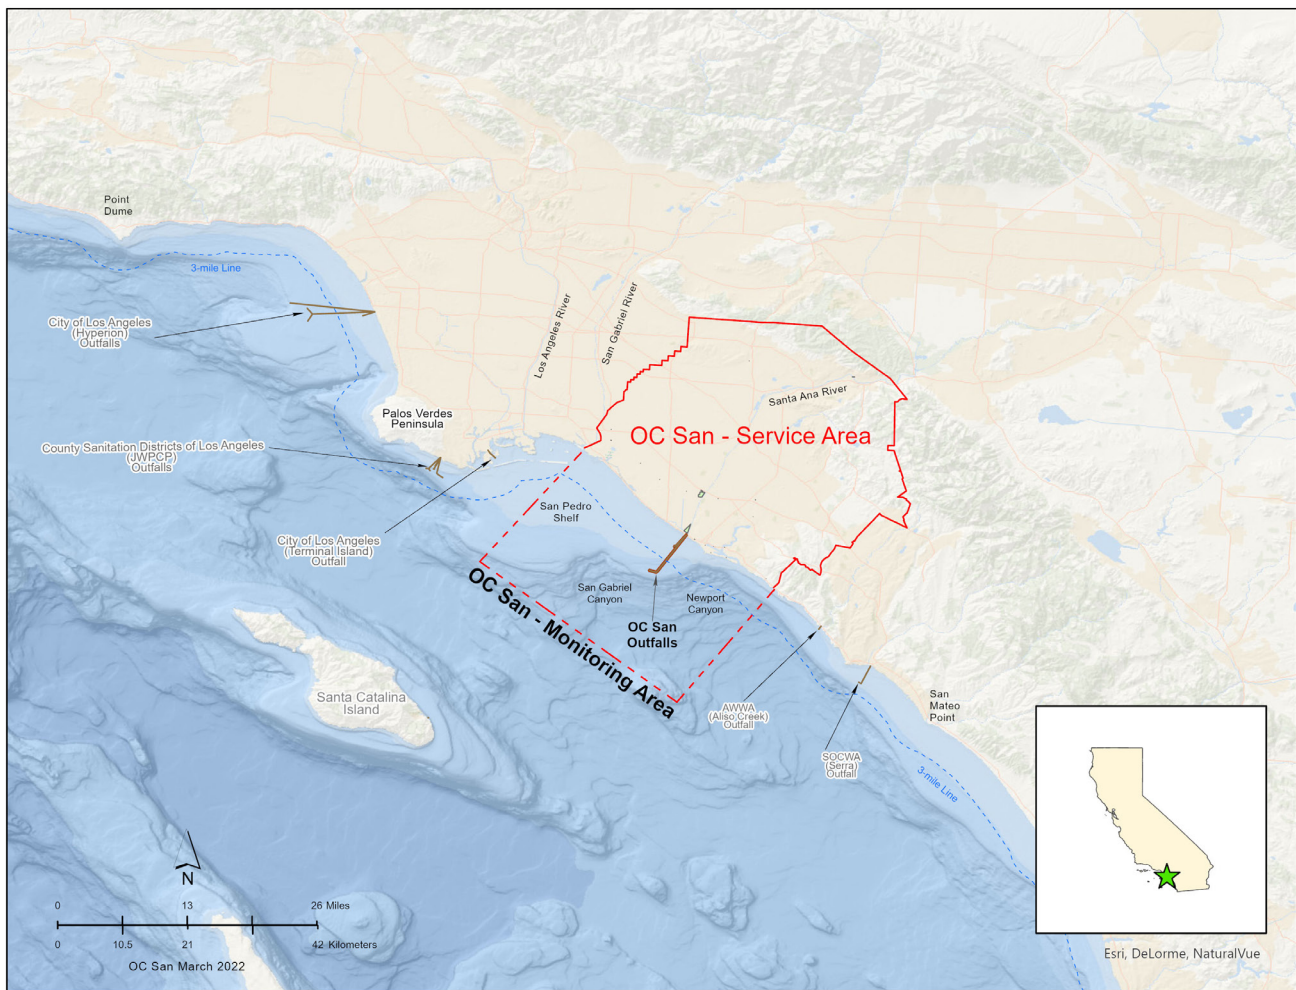 Point
Dume
3-mile Line
City of Los Angeles
(Hyperion)
Outfalls
Los Angeles River
San Gabriel River
Santa Ana River
Palos Verdes
Peninsula
OC San - Service Area
County Sanitation Districts of Los Angeles
(JWPCP)
Outfalls
San Pedro
Shelf
City of Los Angeles
(Terminal Island)
Outfall
San Gabriel
Canyon
Newport
Canyon
OC San
Outfalls
OC San - Monitoring Area
Santa Catalina
Island
AWWA
(Aliso Creek)
Outfall
San
Mateo
Point
SOCWA
(Serra)
Outfall
3-mile Line
N
0 13 26 Miles
0 10.5 21 42 Kilometers
OC San March 2022
Esri, DeLorme, NaturalVue